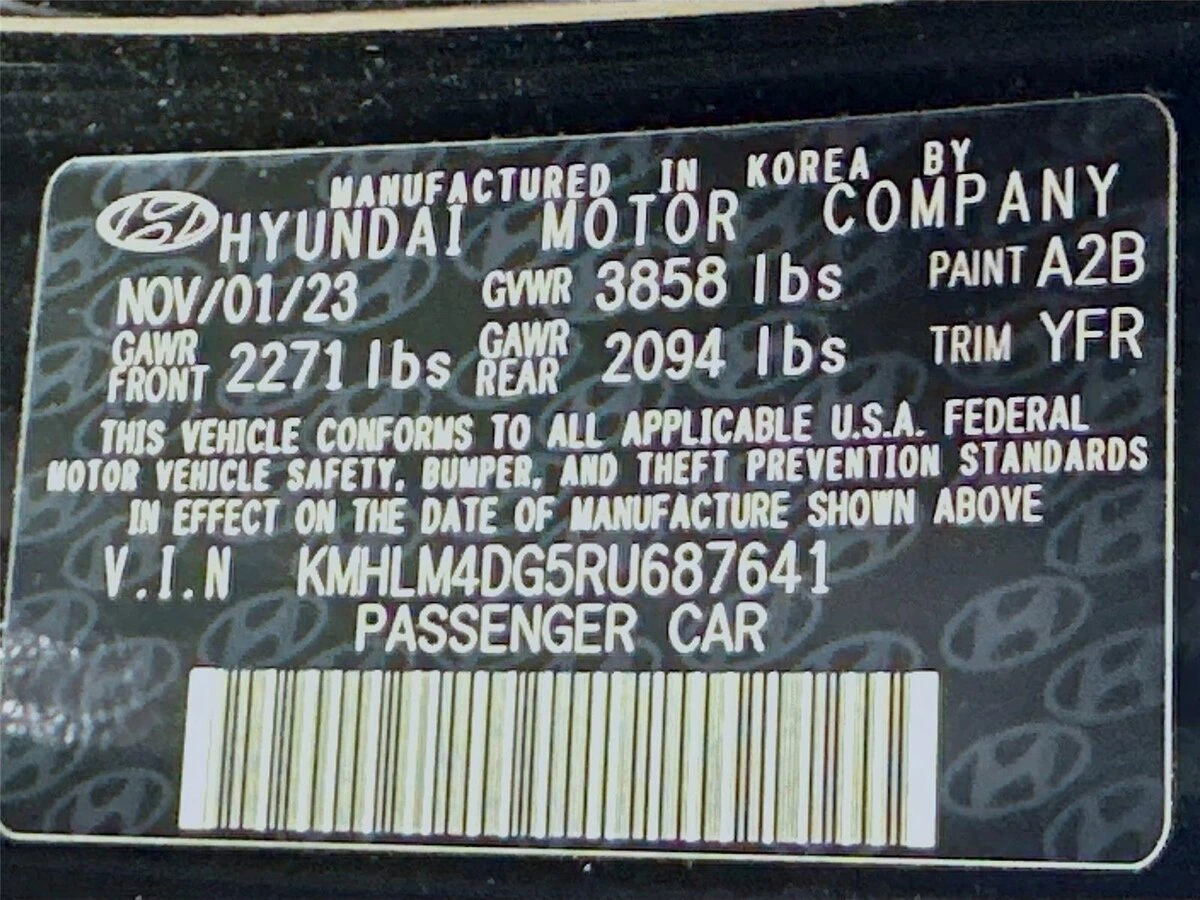 MANUFACTURED IN KOREA BY
HYUNDAI MOTOR COMPANY
NOV/01/23 GVWR 3858 lbs PAINT A2B
GAWR FRONT 2271 lbs GAWR REAR 2094 lbs TRIM YFR
THIS VEHICLE CONFORMS TO ALL APPLICABLE U.S.A. FEDERAL
MOTOR VEHICLE SAFETY, BUMPER, AND THEFT PREVENTION STANDARDS
IN EFFECT ON THE DATE OF MANUFACTURE SHOWN ABOVE
V.I.N KMHLM4DG5RU687641
PASSENGER CAR